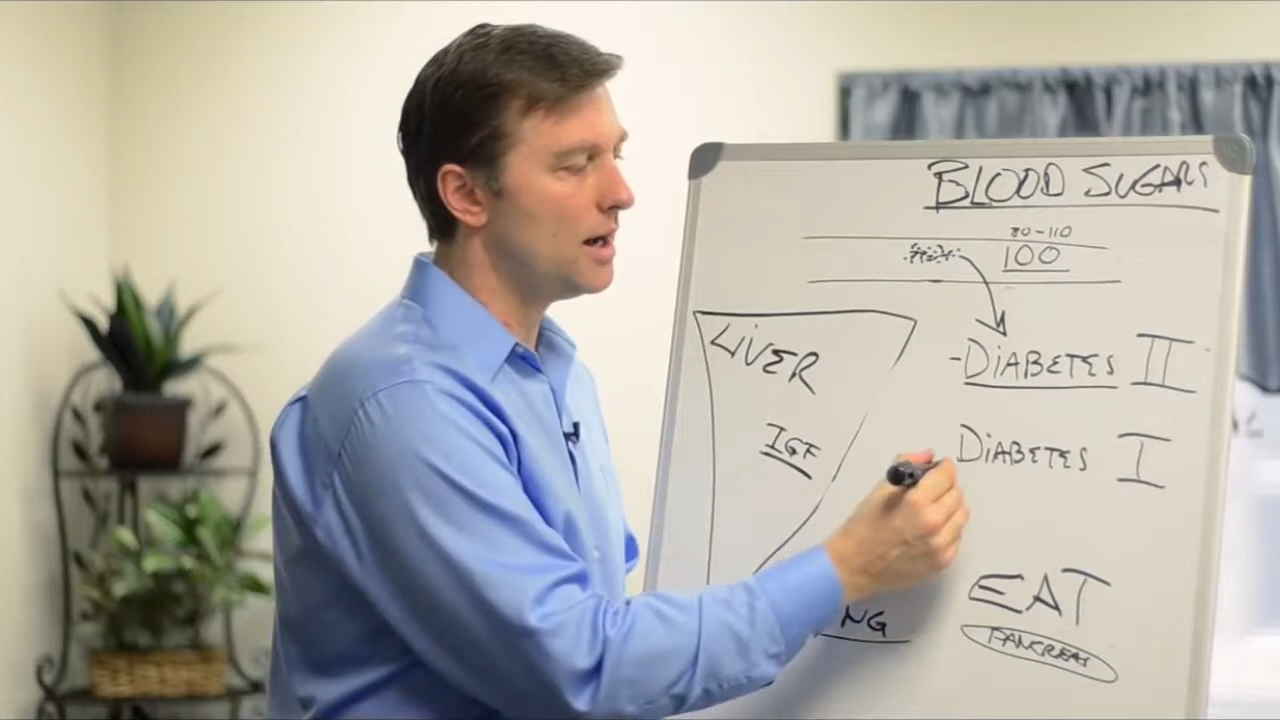 BLOOD SUGARS
80-110
100
LIVER
-DIABETES II
IGF
DIABETES I
EAT
NG
PANCREAS